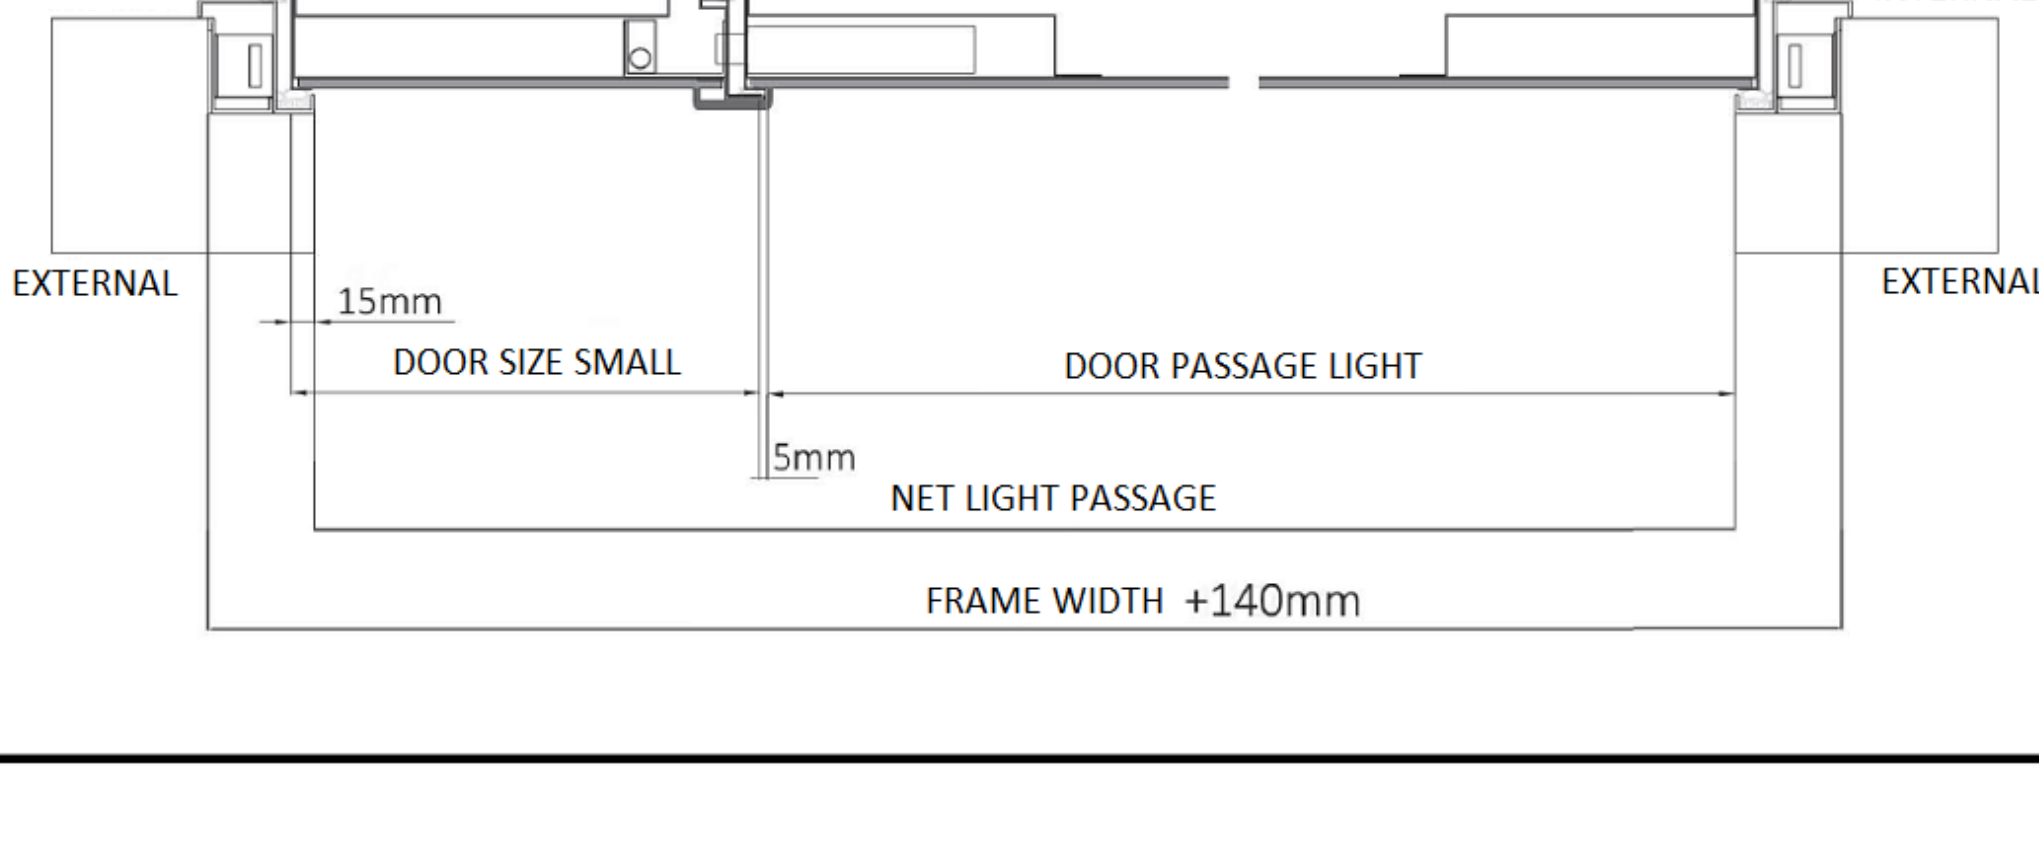 EXTERNAL
EXTERNAL
15mm
DOOR SIZE SMALL
DOOR PASSAGE LIGHT
5mm
NET LIGHT PASSAGE
FRAME WIDTH +140mm